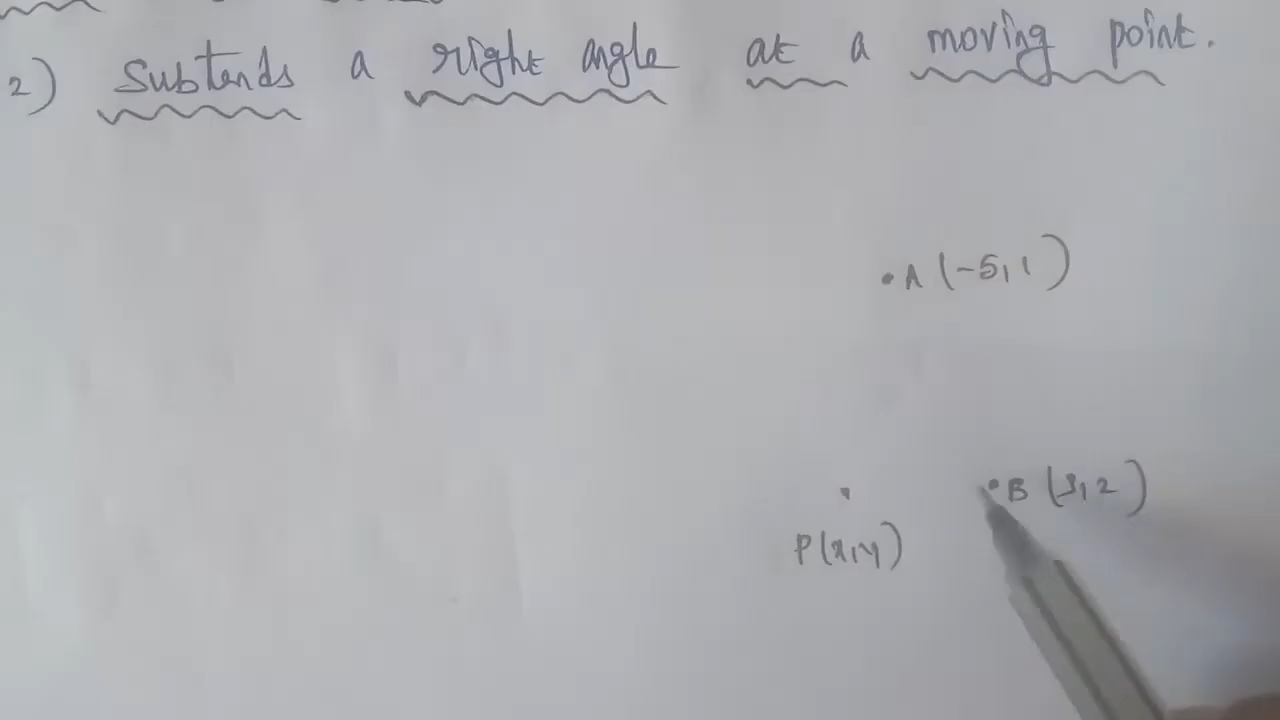 2) Subtends a right angle at a moving point.
A (-5, 1)
B (3, 2)
P(x, y)